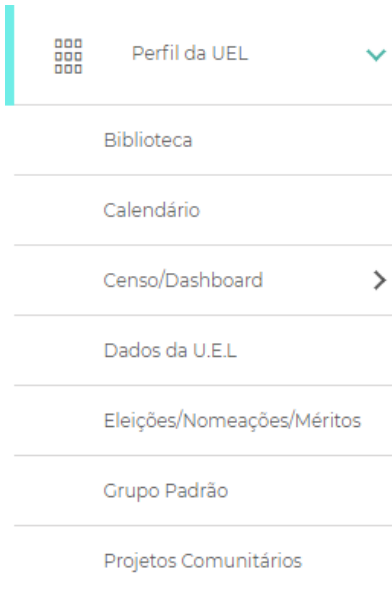 Perfil da UEL
Biblioteca
Calendário
Censo/Dashboard
Dados da U.E.L
Eleições/Nomeações/Méritos
Grupo Padrão
Projetos Comunitários